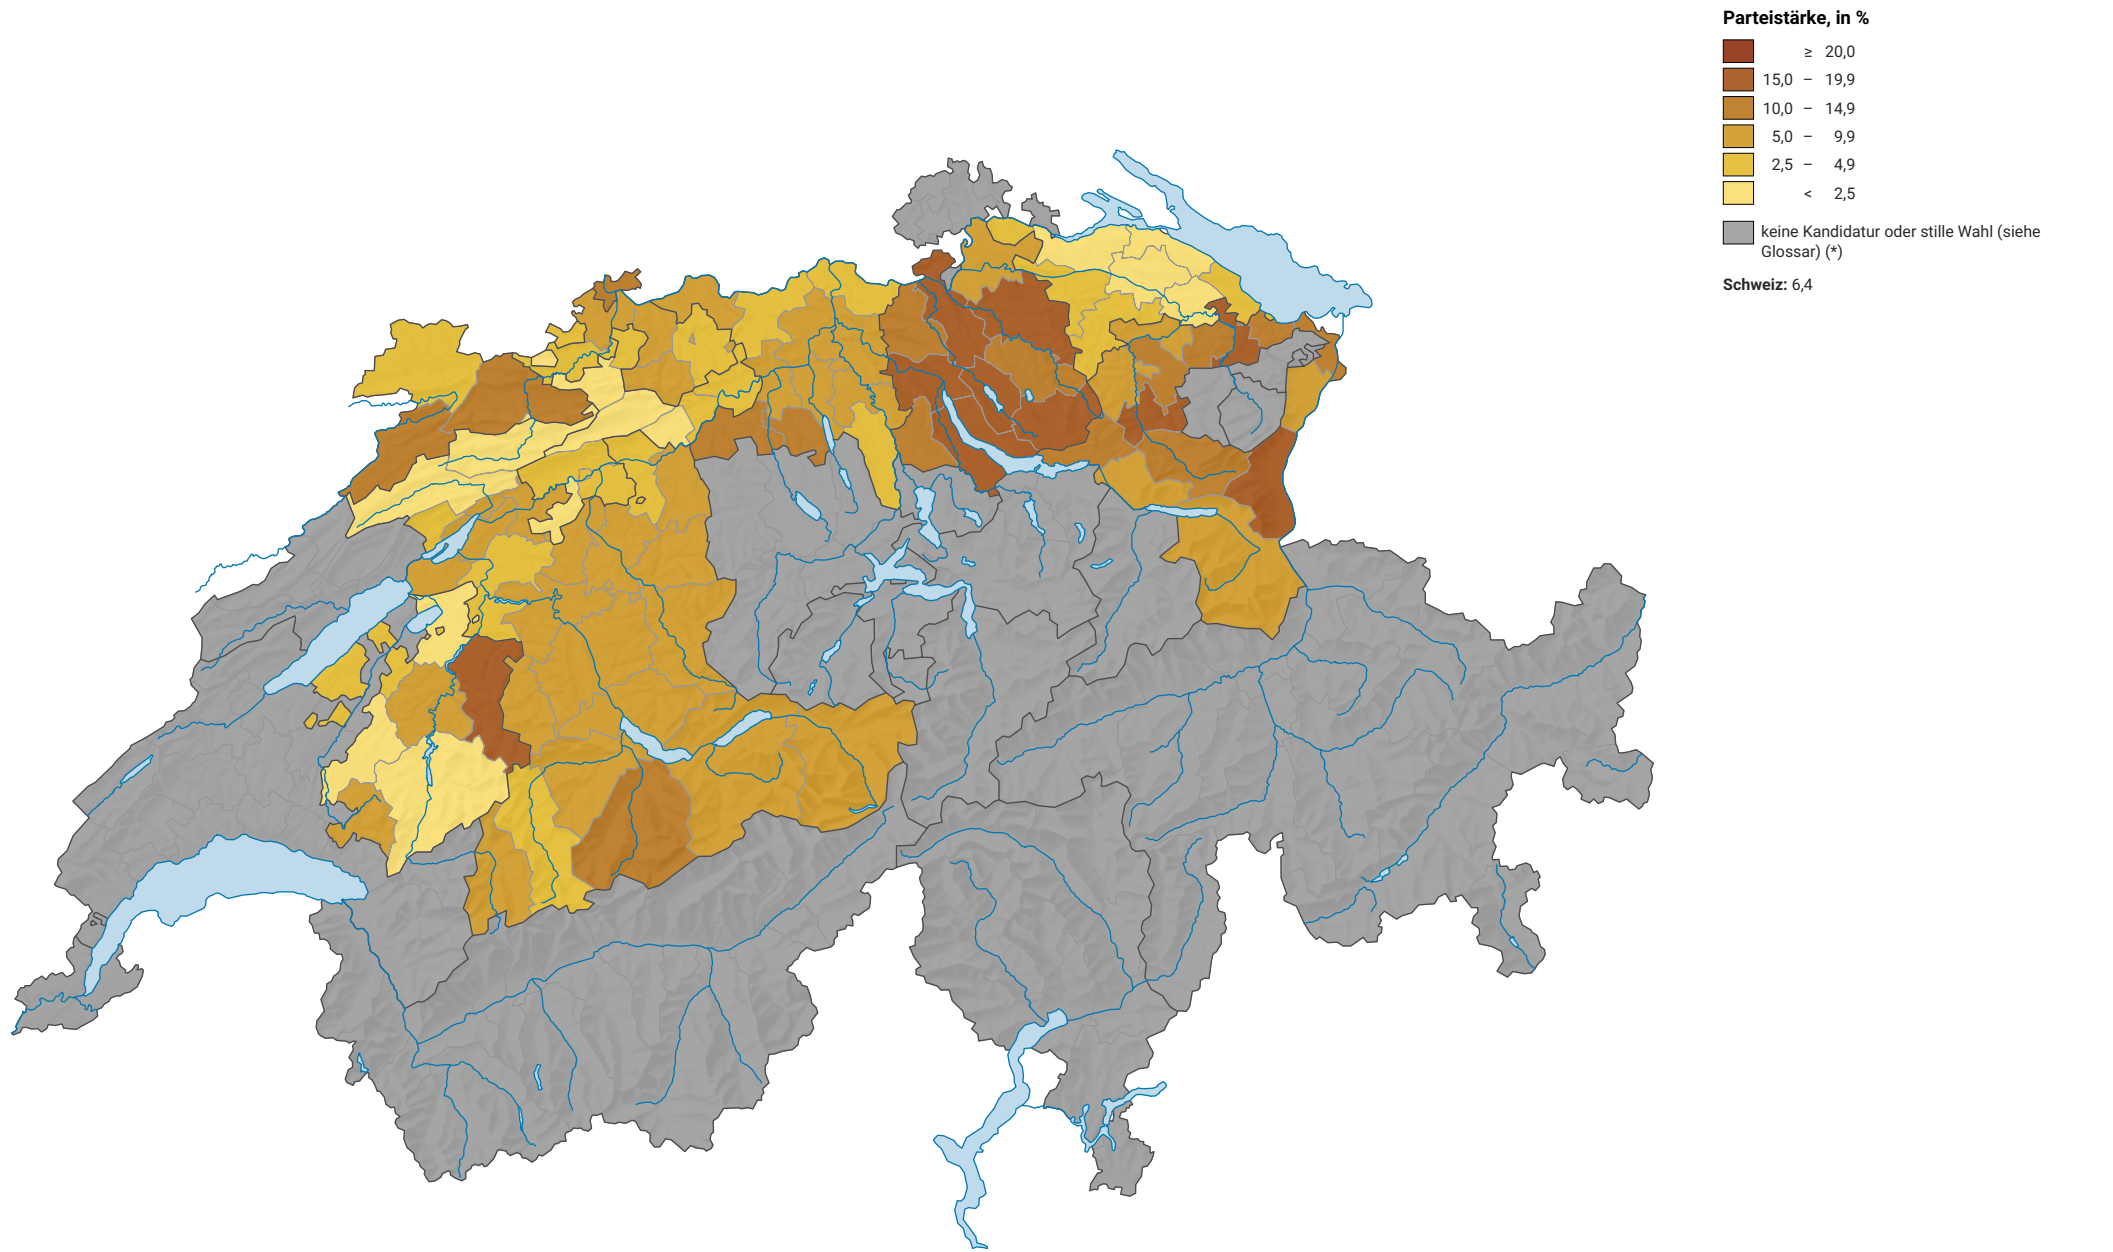 Parteistärke, in %
≥ 20,0
15,0 – 19,9
10,0 – 14,9
5,0 – 9,9
2,5 – 4,9
< 2,5
keine Kandidatur oder stille Wahl (siehe
Glossar) (*)
Schweiz: 6,4